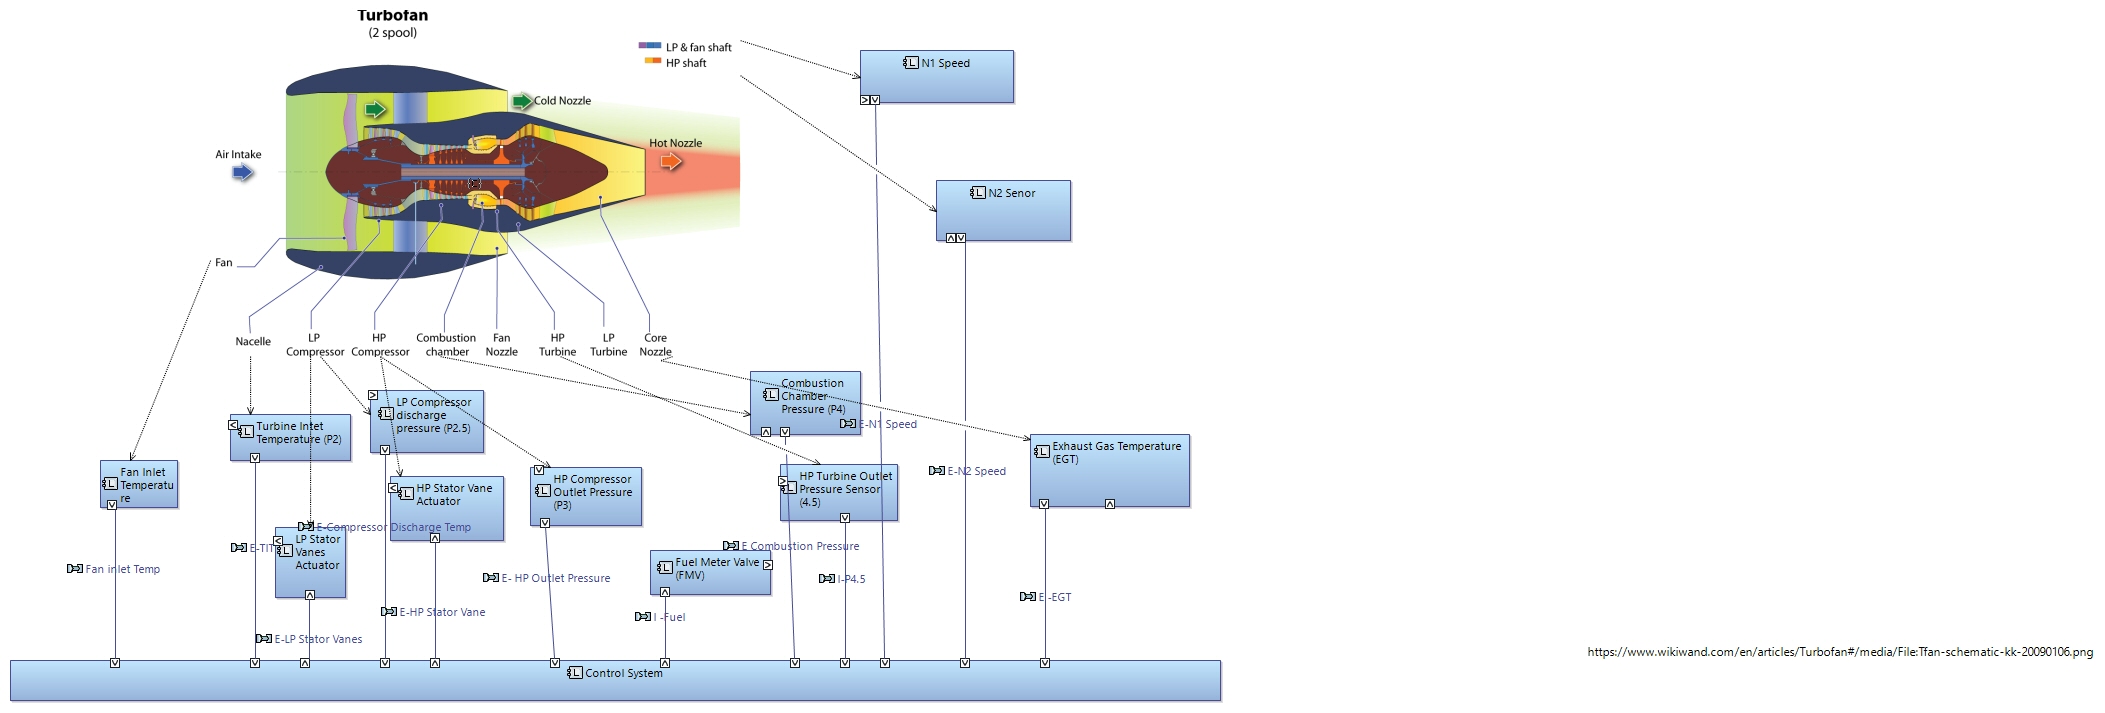 Turbofan
(2 spool)
LP & fan shaft
HP shaft
N1 Speed
Cold Nozzle
Hot Nozzle
Air Intake
N2 Senor
Fan
Nacelle
LP
Compressor
HP
Compressor
Combustion
chamber
Fan
Nozzle
HP
Turbine
LP
Turbine
Core
Nozzle
Combustion
Chamber
Pressure (P4)
LP Compressor
discharge
pressure (P2.5)
Turbine Inlet
Temperature (P2)
E-N1 Speed
Exhaust Gas Temperature
(EGT)
Fan Inlet
Temperatu
re
HP Stator Vane
Actuator
HP Compressor
Outlet Pressure
(P3)
HP Turbine Outlet
Pressure Sensor
(4.5)
E-N2 Speed
E-Compressor Discharge Temp
LP Stator
Vanes
Actuator
E-TIT
E Combustion Pressure
Fuel Meter Valve
(FMV)
Fan inlet Temp
E- HP Outlet Pressure
I-P4.5
E -EGT
E-HP Stator Vane
I -Fuel
E-LP Stator Vanes
Control System
https://www.wikiwand.com/en/articles/Turbofan#/media/File:Tfan-schematic-kk-20090106.png